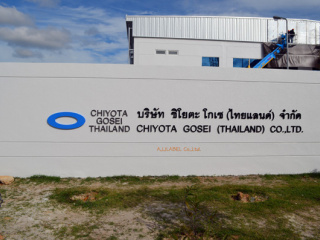 CHIYOTA
GOSEI
THAILAND
บริษัท ชิโยตะ โกเซ (ไทยแลนด์) จำกัด
CHIYOTA GOSEI (THAILAND) CO.,LTD.